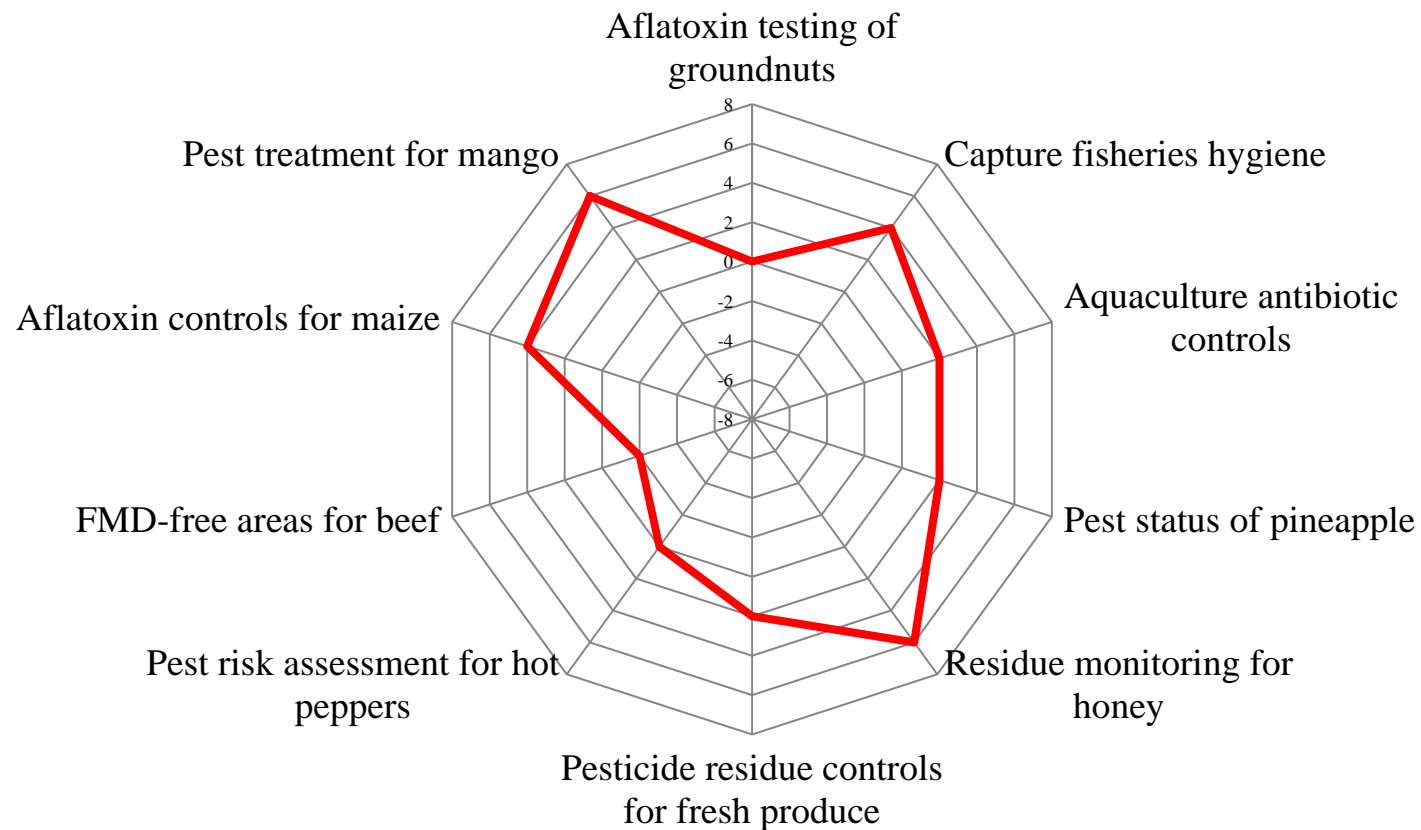 Aflatoxin testing of
groundnuts
8
6
4
2
0
-2
-4
-6
-8
Pest treatment for mango
Capture fisheries hygiene
Aflatoxin controls for maize
Aquaculture antibiotic
controls
FMD-free areas for beef
Pest status of pineapple
Pest risk assessment for hot
peppers
Residue monitoring for
honey
Pesticide residue controls
for fresh produce